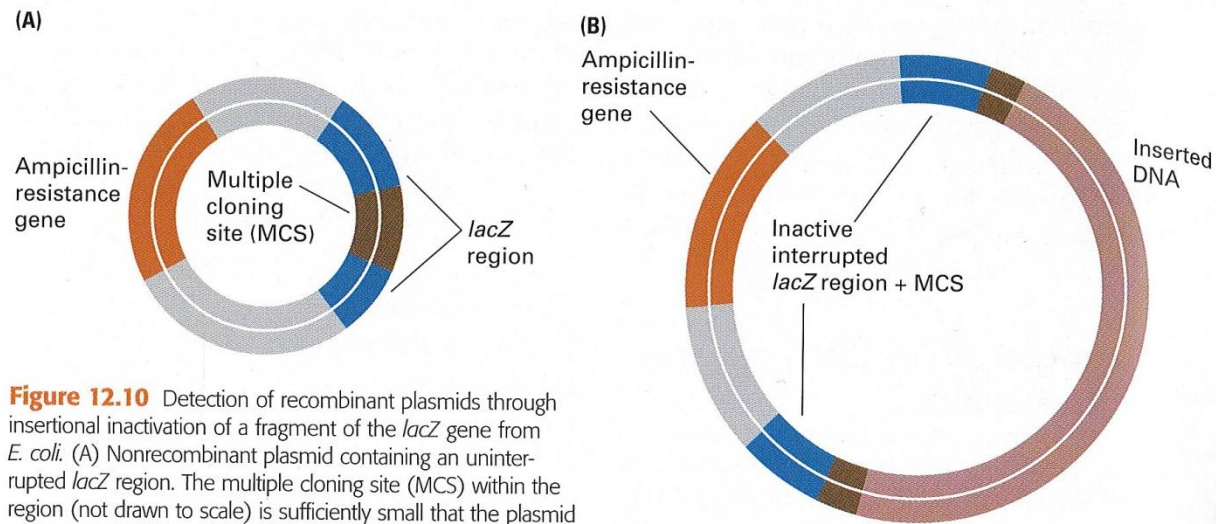 (A)
Ampicillin-
resistance
gene
Multiple
cloning
site (MCS)
lacZ
region
(B)
Ampicillin-
resistance
gene
Inserted
DNA
Inactive
interrupted
lacZ region + MCS
Figure 12.10 Detection of recombinant plasmids through
insertional inactivation of a fragment of the lacZ gene from
E. coli. (A) Nonrecombinant plasmid containing an uninter-
rupted lacZ region. The multiple cloning site (MCS) within the
region (not drawn to scale) is sufficiently small that the plasmid